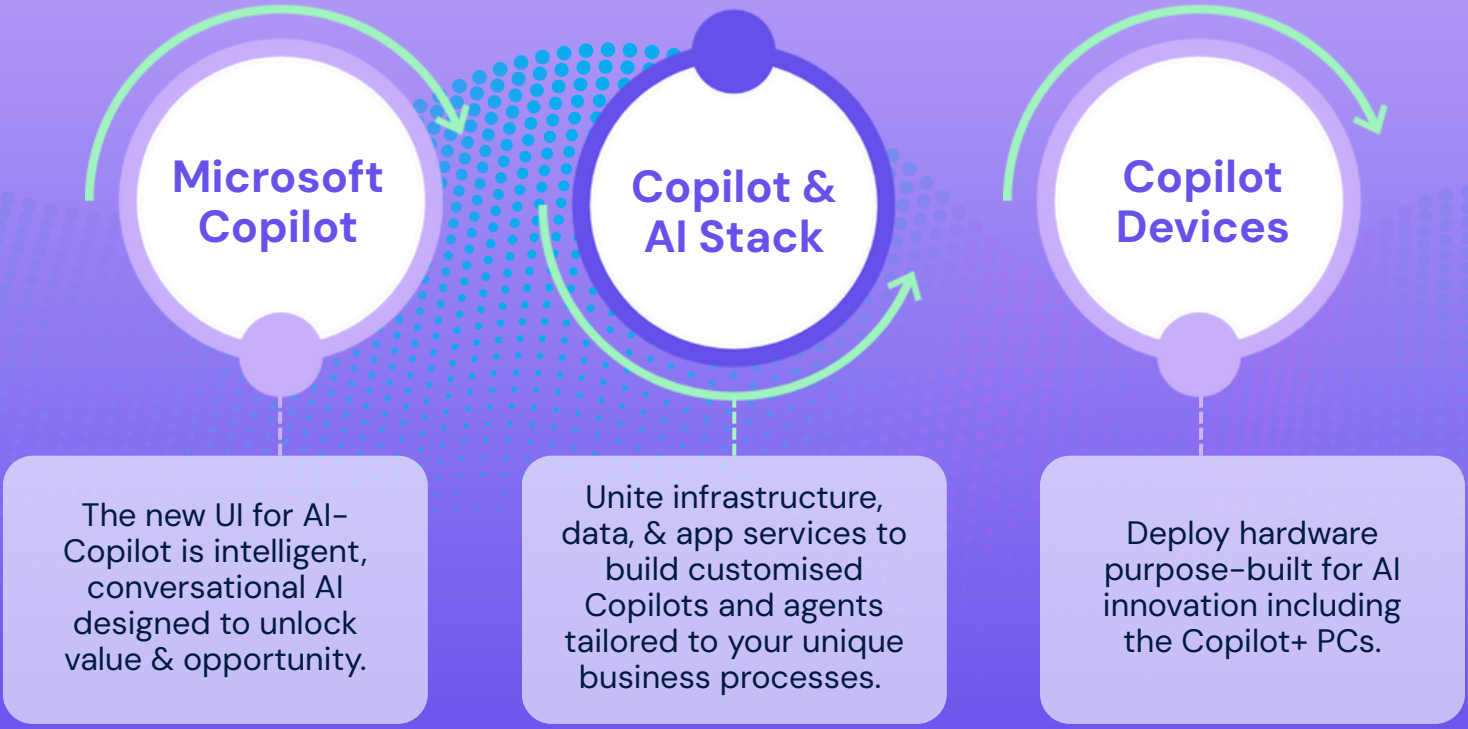 Microsoft
Copilot
Copilot &
AI Stack
Copilot
Devices
The new UI for AI-
Copilot is intelligent,
conversational AI
designed to unlock
value & opportunity.
Unite infrastructure,
data, & app services to
build customised
Copilots and agents
tailored to your unique
business processes.
Deploy hardware
purpose-built for AI
innovation including
the Copilot+ PCs.